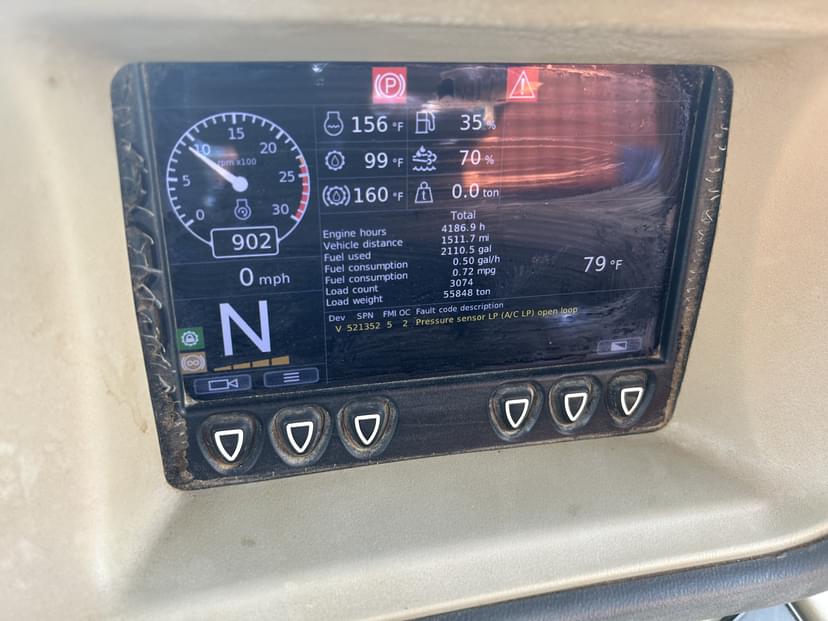 P
15
10
20
rpm x100
5
25
0
30
902
0 mph
N
156 °F
35 %
99 °F
70 %
160 °F
0.0 ton
Total
Engine hours 4186.9 h
Vehicle distance 1511.7 mi
Fuel used 2110.5 gal
Fuel consumption 0.50 gal/h
Fuel consumption 0.72 mpg
Load count 3074
Load weight 55848 ton
79 °F
Dev SPN FMI OC Fault code description
V 521352 5 2 Pressure sensor LP (A/C LP) open loop